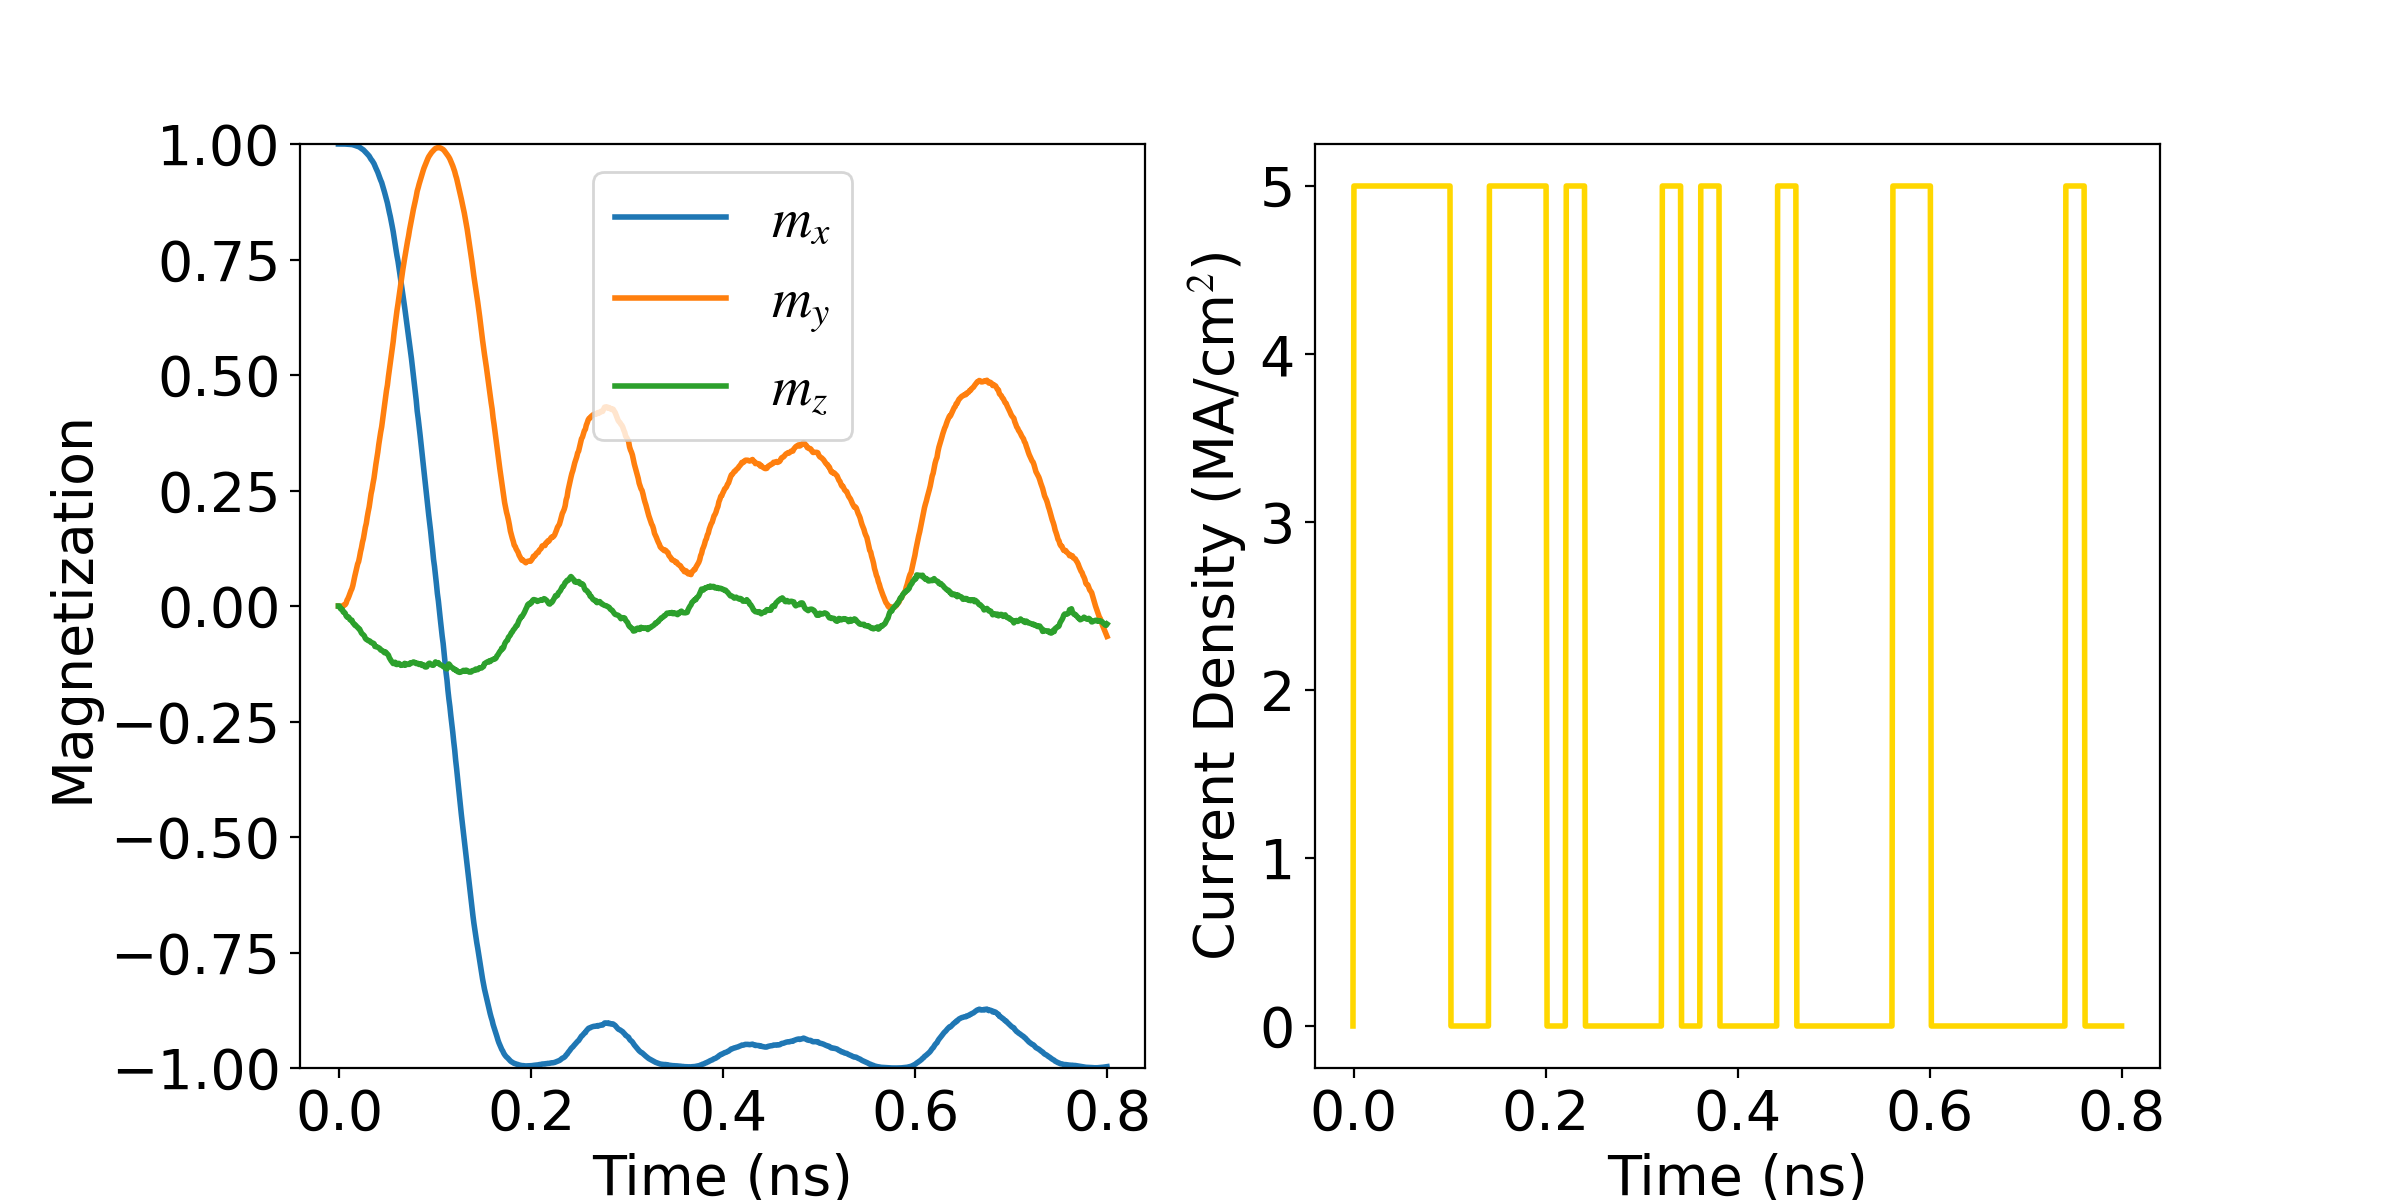 1.00
0.75
0.50
0.25
0.00
−0.25
−0.50
−0.75
−1.00
Magnetization
0.0 0.2 0.4 0.6 0.8
Time (ns)
m_x
m_y
m_z
5
4
3
2
1
0
Current Density (MA/cm²)
0.0 0.2 0.4 0.6 0.8
Time (ns)